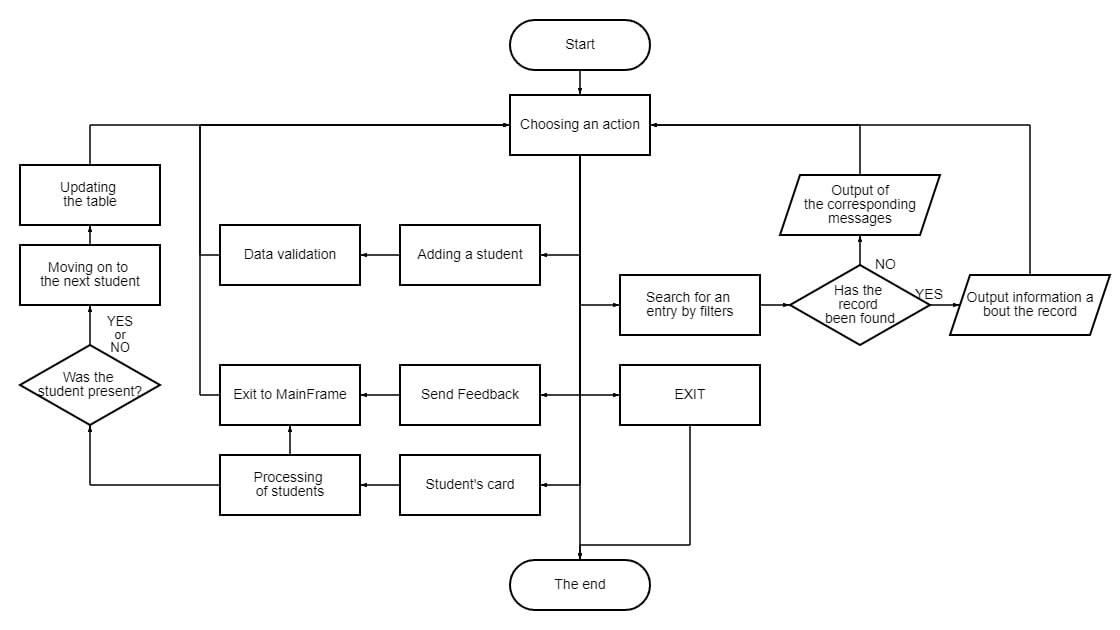 Start
Choosing an action
Updating
the table
Output of
the corresponding
messages
Data validation
Adding a student
Moving on to
the next student
NO
Search for an
entry by filters
Has the
record
been found
YES
Output information a
bout the record
YES
or
NO
Was the
student present?
Exit to MainFrame
Send Feedback
EXIT
Processing
of students
Student's card
The end